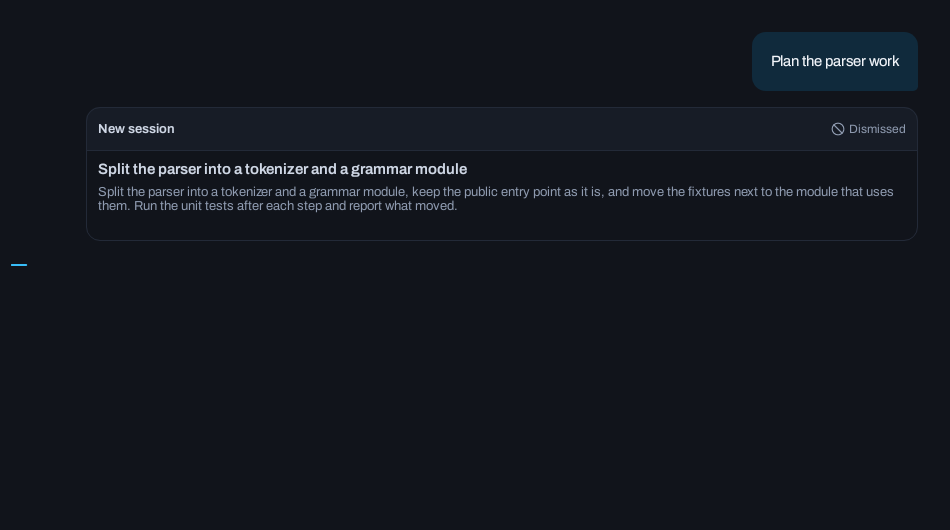 Plan the parser work
New session
Dismissed
Split the parser into a tokenizer and a grammar module
Split the parser into a tokenizer and a grammar module, keep the public entry point as it is, and move the fixtures next to the module that uses
them. Run the unit tests after each step and report what moved.